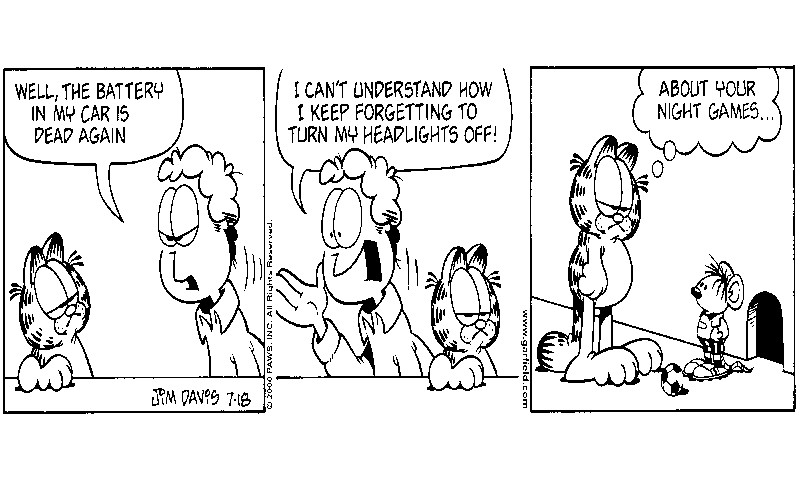 WELL, THE BATTERY
IN MY CAR IS
DEAD AGAIN
JIM DAVIS 7-18
© 2000 PAWS, INC. All Rights Reserved.
I CAN'T UNDERSTAND HOW
I KEEP FORGETTING TO
TURN MY HEADLIGHTS OFF!
www.garfield.com
ABOUT YOUR
NIGHT GAMES...